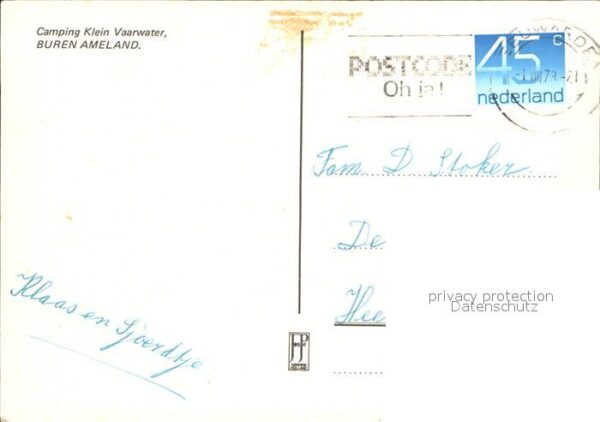 Camping Klein Vaarwater,
BUREN AMELAND.
POSTCODE
Oh ja!
45 c
nederland
Fam. D. Stoker.
De
Hee
privacy protection
Datenschutz
Klaas en Sjoerdtje